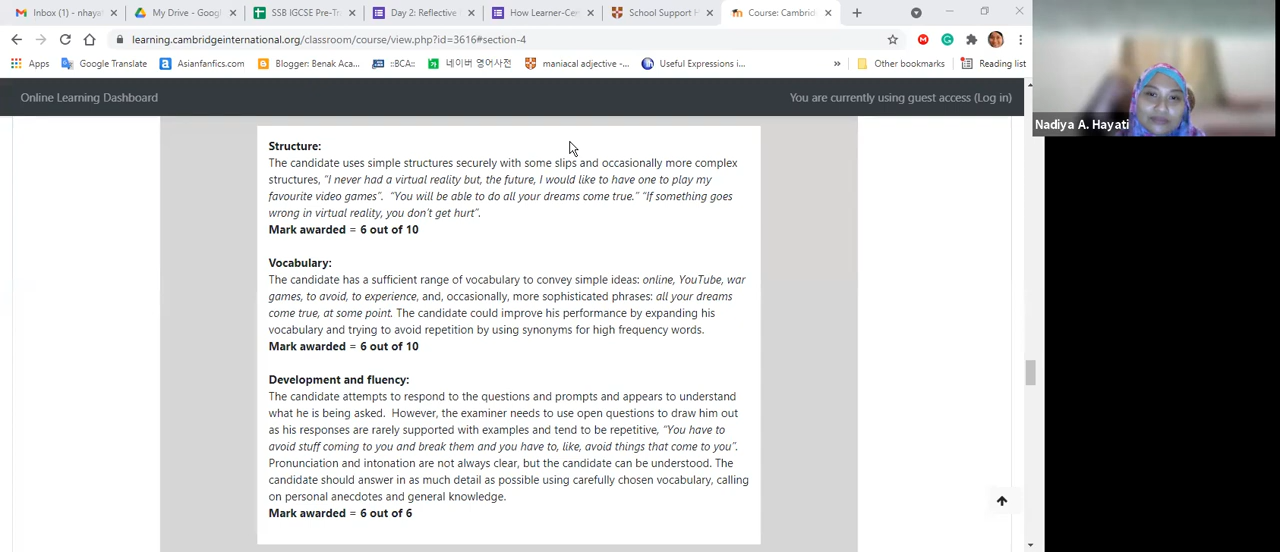 Inbox (1) - nhaya
My Drive - Googl
SSB IGCSE Pre-Tr
Day 2: Reflective
How Learner-Cen
School Support H
Course: Cambrid
learning.cambridgeinternational.org/classroom/course/view.php?id=3616#section-4
Apps
Google Translate
Asianfanfics.com
Blogger: Benak Aca...
::BCA::
네이버 영어사전
maniacal adjective -...
Useful Expressions i...
»
Other bookmarks
Reading list
Online Learning Dashboard
You are currently using guest access (Log in)
Nadiya A. Hayati
Structure:
The candidate uses simple structures securely with some slips and occasionally more complex
structures, "I never had a virtual reality but, the future, I would like to have one to play my
favourite video games". "You will be able to do all your dreams come true." "If something goes
wrong in virtual reality, you don't get hurt".
Mark awarded = 6 out of 10
Vocabulary:
The candidate has a sufficient range of vocabulary to convey simple ideas: online, YouTube, war
games, to avoid, to experience, and, occasionally, more sophisticated phrases: all your dreams
come true, at some point. The candidate could improve his performance by expanding his
vocabulary and trying to avoid repetition by using synonyms for high frequency words.
Mark awarded = 6 out of 10
Development and fluency:
The candidate attempts to respond to the questions and prompts and appears to understand
what he is being asked. However, the examiner needs to use open questions to draw him out
as his responses are rarely supported with examples and tend to be repetitive, "You have to
avoid stuff coming to you and break them and you have to, like, avoid things that come to you".
Pronunciation and intonation are not always clear, but the candidate can be understood. The
candidate should answer in as much detail as possible using carefully chosen vocabulary, calling
on personal anecdotes and general knowledge.
Mark awarded = 6 out of 6